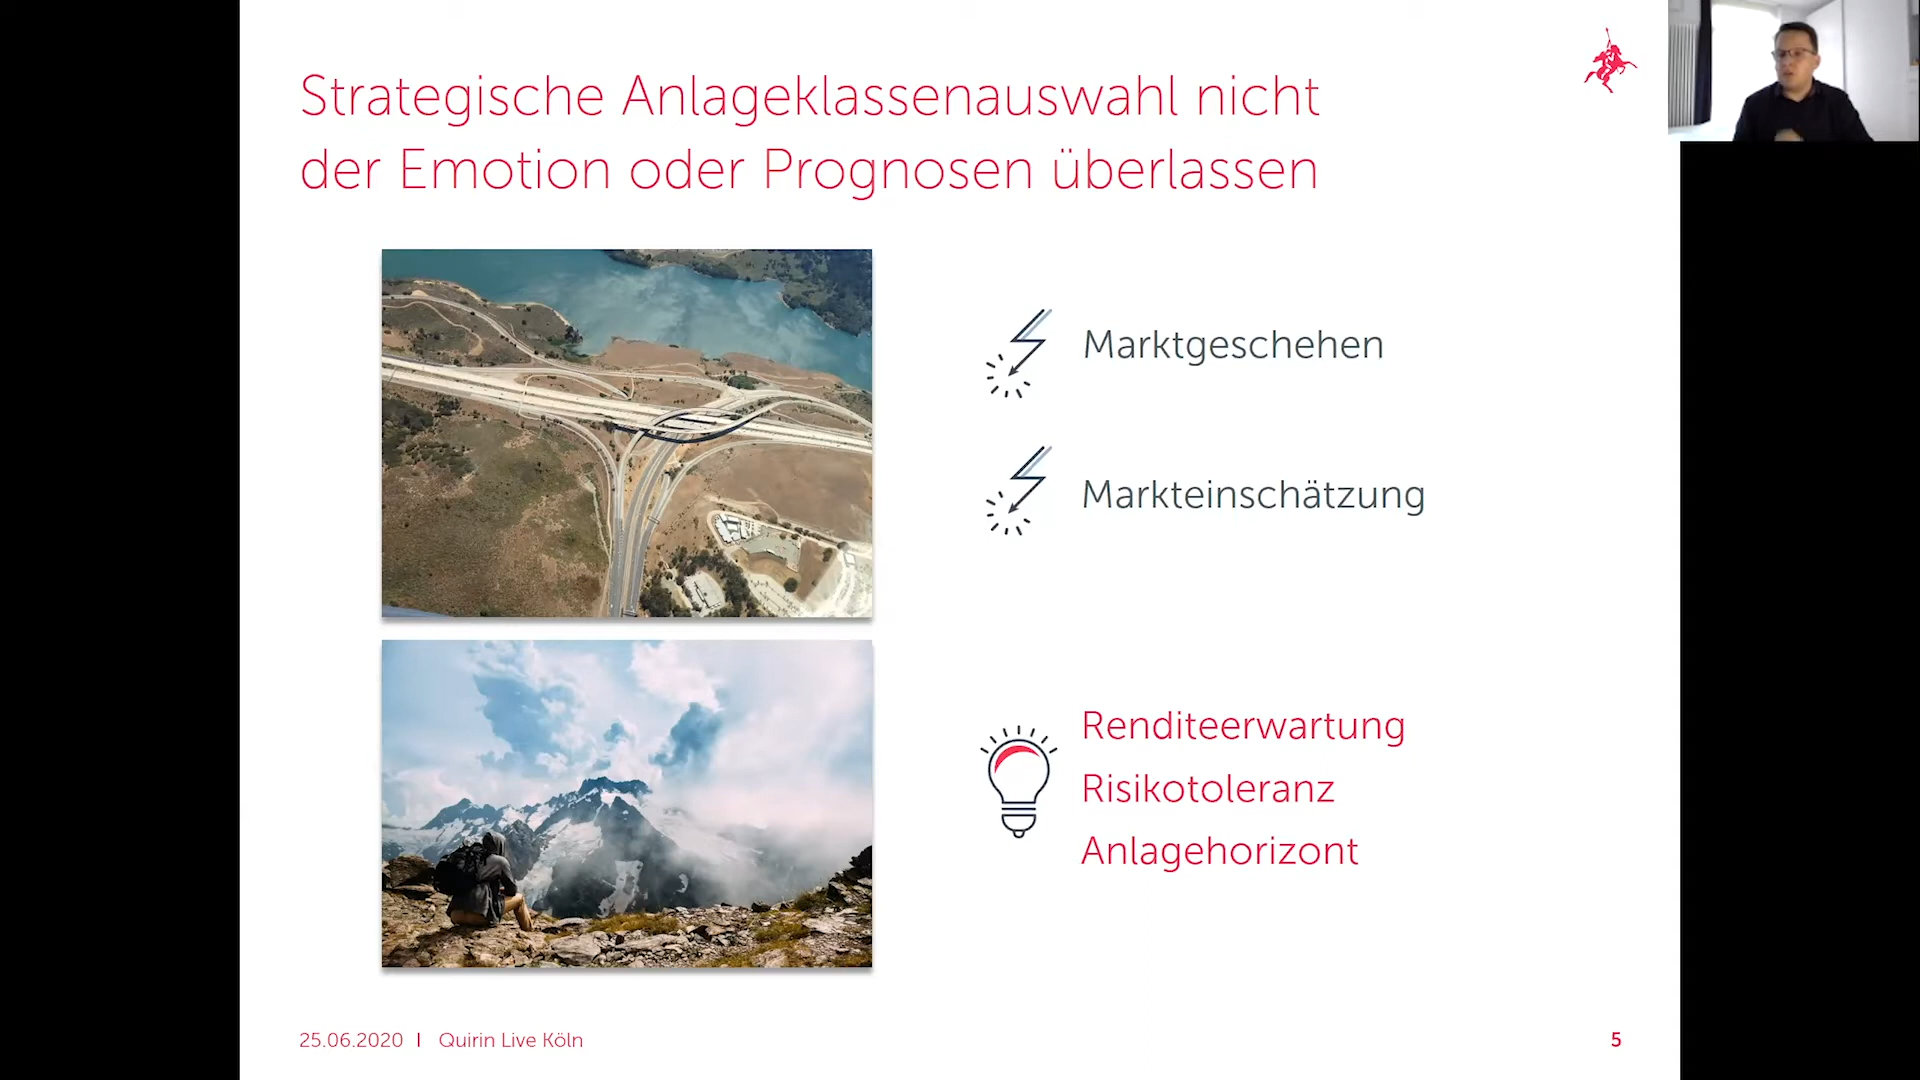 Strategische Anlageklassenauswahl nicht
der Emotion oder Prognosen überlassen
Marktgeschehen
Markteinschätzung
Renditeerwartung
Risikotoleranz
Anlagehorizont
25.06.2020 I Quirin Live Köln
5